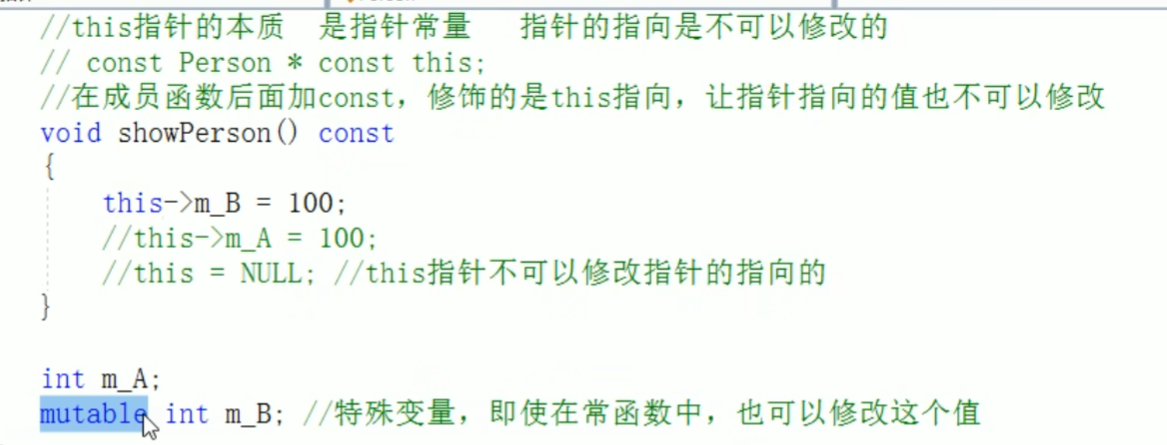 //this指针的本质 是指针常量 指针的指向是不可以修改的
// const Person * const this;
//在成员函数后面加const，修饰的是this指向，让指针指向的值也不可以修改
void showPerson() const
{
this->m_B = 100;
//this->m_A = 100;
//this = NULL; //this指针不可以修改指针的指向的
}
int m_A;
mutable int m_B; //特殊变量，即使在常函数中，也可以修改这个值